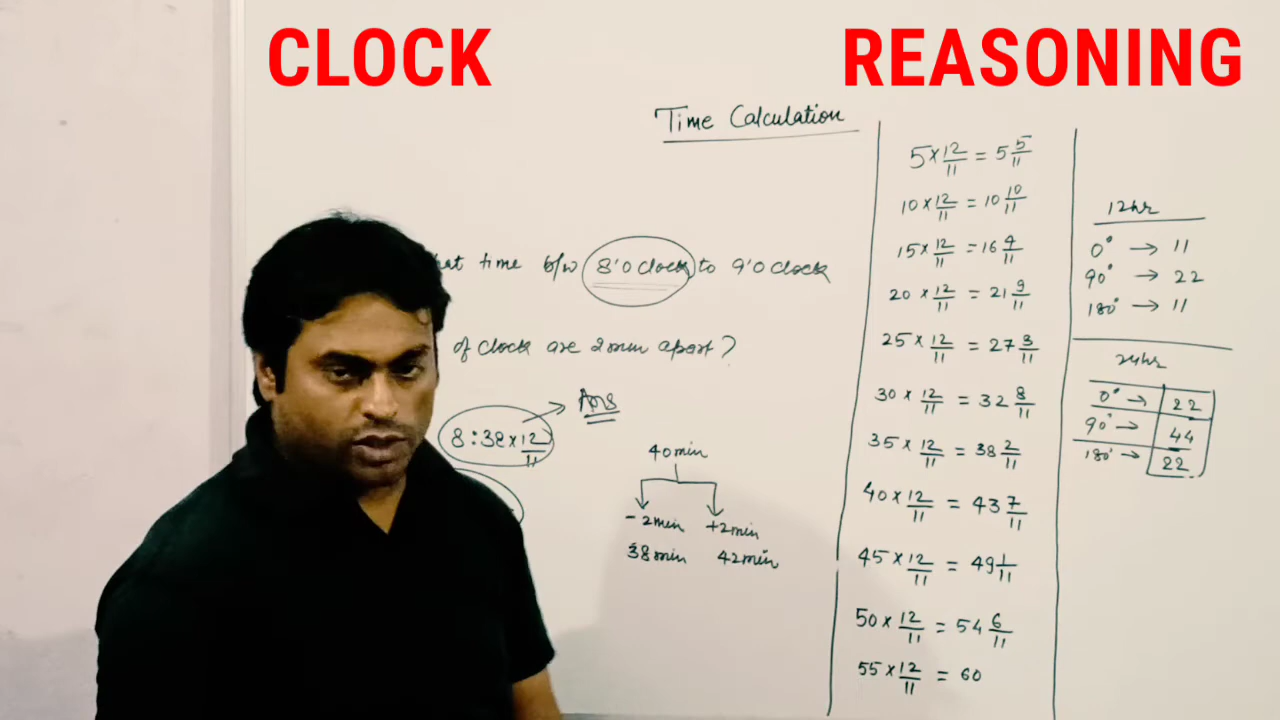 CLOCK REASONING
Time Calculation
time b/w 8'0 clock to 9'0 clock
of clock are 2min apart?
8:38×12/11 → Ans
40min
-2min +2min
38min 42min
5×12/11 = 5 5/11
10×12/11 = 10 10/11
15×12/11 = 16 4/11
20×12/11 = 21 9/11
25×12/11 = 27 3/11
30×12/11 = 32 8/11
35×12/11 = 38 2/11
40×12/11 = 43 7/11
45×12/11 = 49 1/11
50×12/11 = 54 6/11
55×12/11 = 60
12hr
0° → 11
90° → 22
180° → 11
24hr
0° → 22
90° → 44
180° → 22